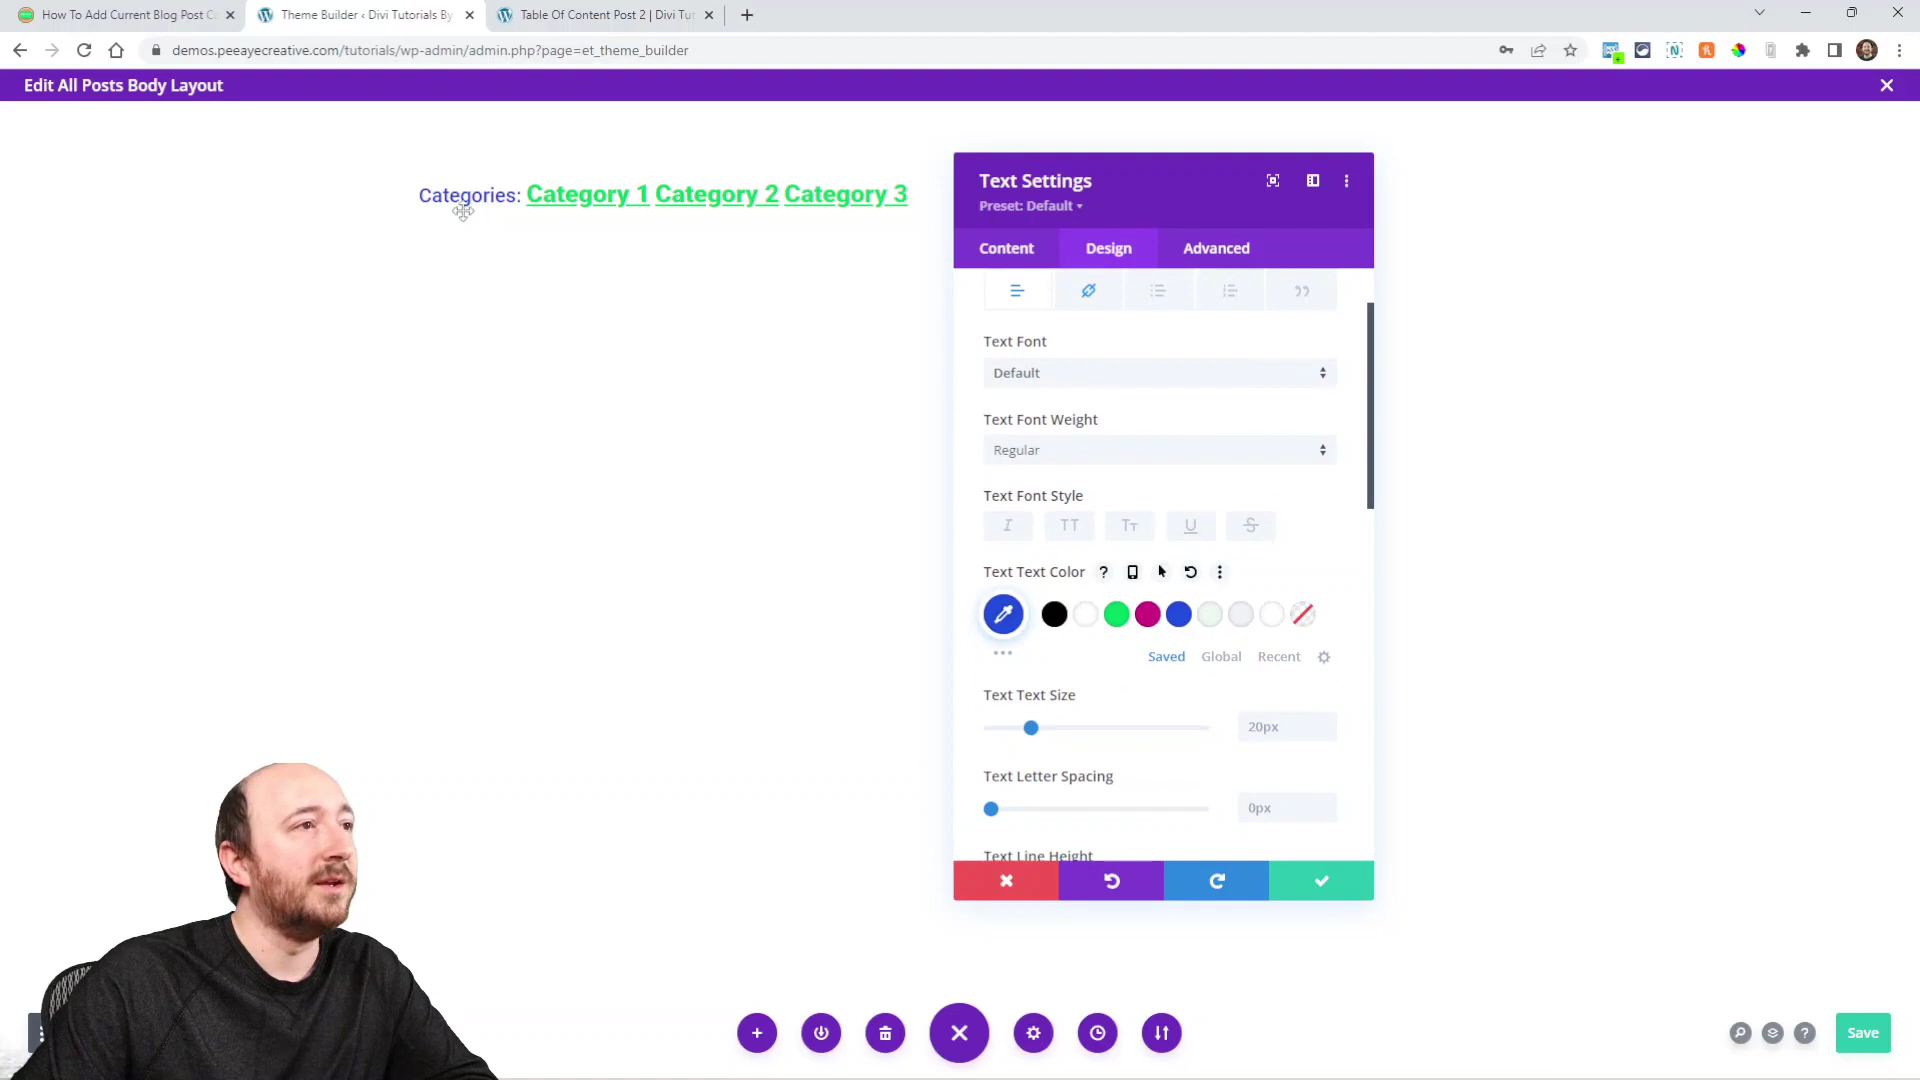 How To Add Current Blog Post Ca
Theme Builder ‹ Divi Tutorials By
Table Of Content Post 2 | Divi Tut
demos.peeayecreative.com/tutorials/wp-admin/admin.php?page=et_theme_builder
Edit All Posts Body Layout
Categories: Category 1 Category 2 Category 3
Text Settings
Preset: Default
Content Design Advanced
Text Font
Default
Text Font Weight
Regular
Text Font Style
I TT Tт U S
Text Text Color ?
Saved Global Recent
Text Text Size
20px
Text Letter Spacing
0px
Text Line Height
? Save